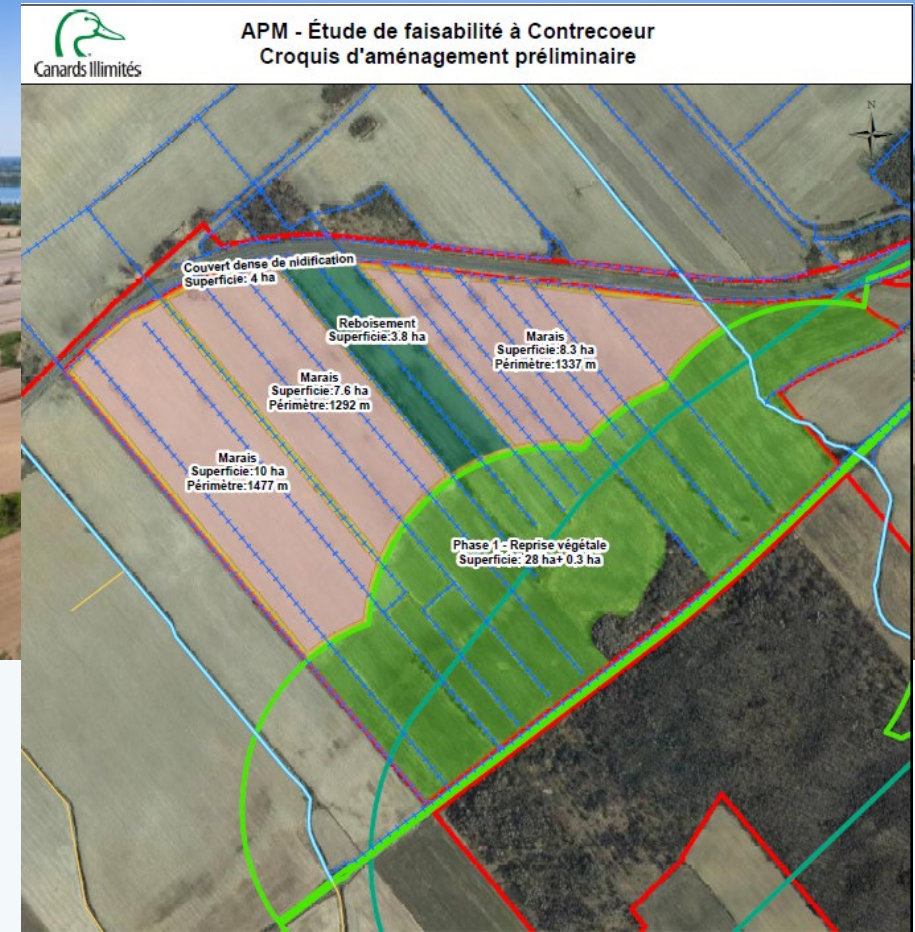 APM - Étude de faisabilité à Contrecoeur
Croquis d'aménagement préliminaire
Canards Illimités
N
Couvert dense de nidification
Superficie: 4 ha
Reboisement
Superficie:3.8 ha
Marais
Superficie:8.3 ha
Périmètre:1337 m
Marais
Superficie:7.6 ha
Périmètre:1292 m
Marais
Superficie:10 ha
Périmètre:1477 m
Phase 1 - Reprise végétale
Superficie: 28 ha+ 0.3 ha